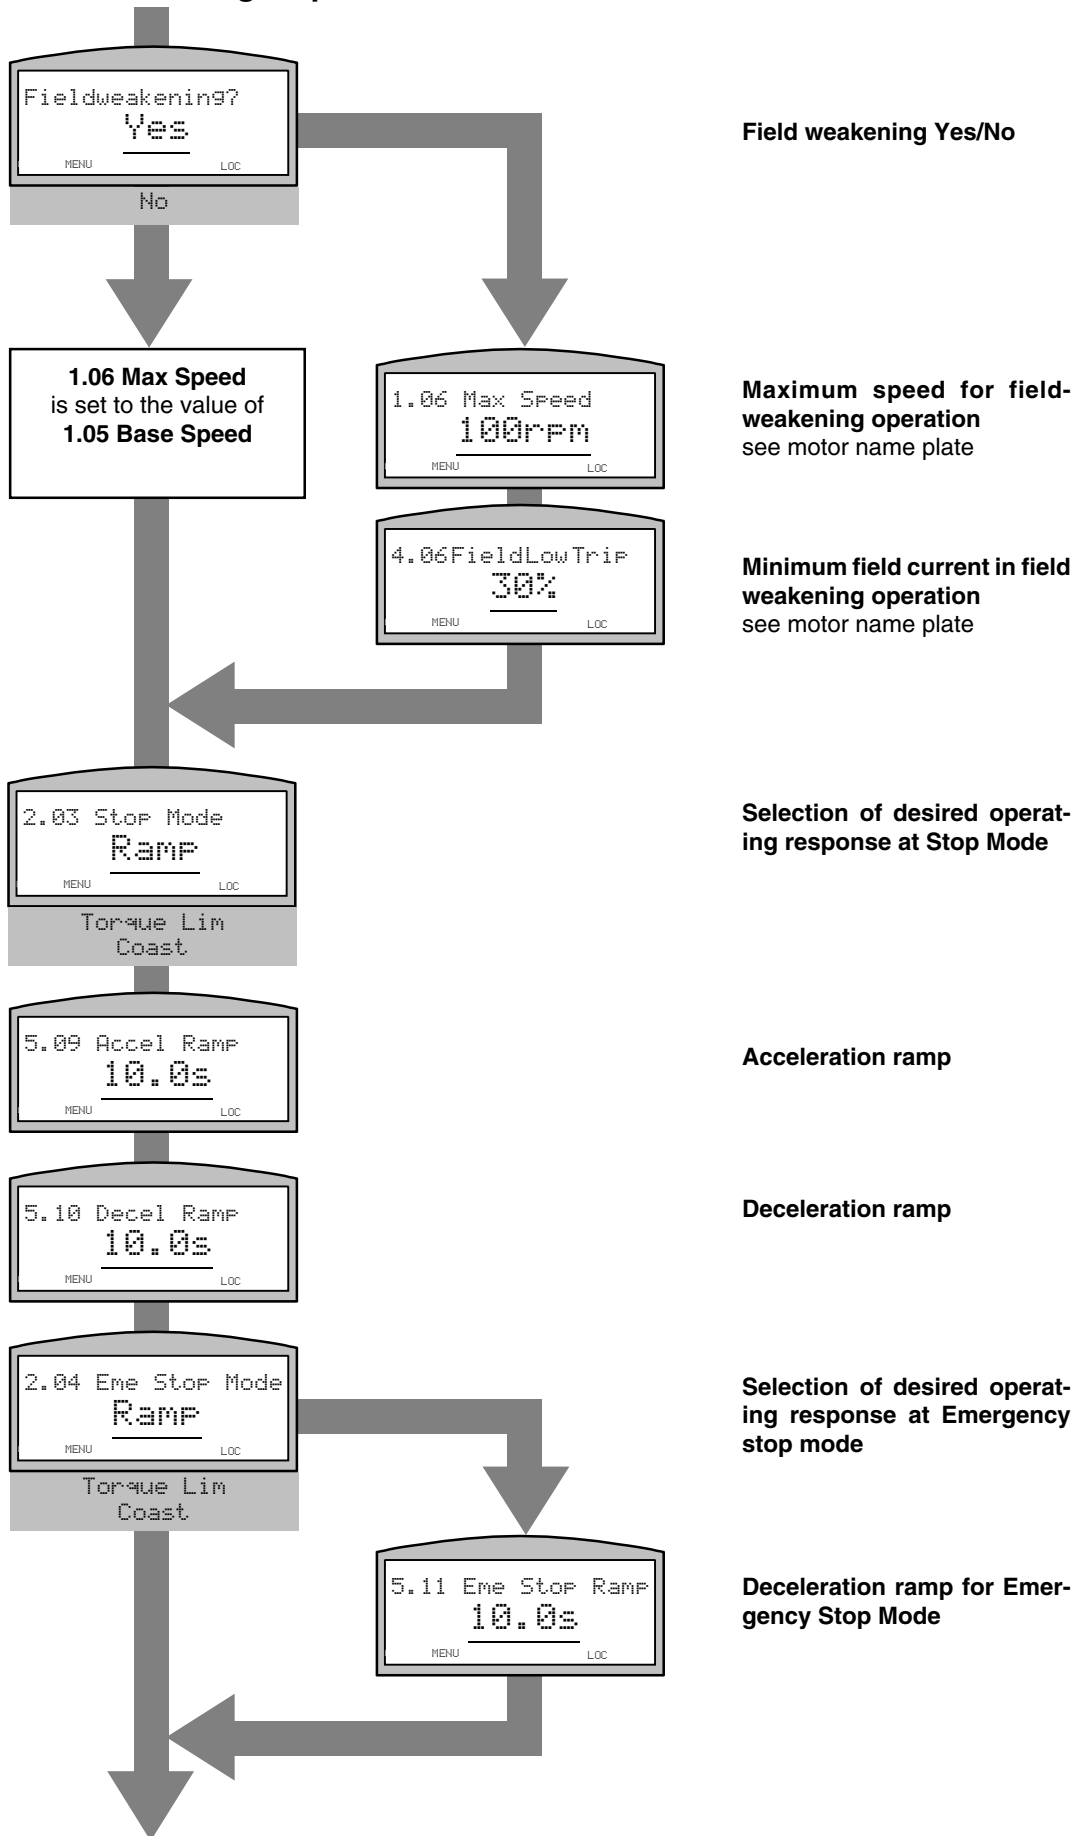 Fieldweakening?
Yes
MENU LOC
No
Field weakening Yes/No
1.06 Max Speed
is set to the value of
1.05 Base Speed
1.06 Max Speed
100rpm
MENU LOC
Maximum speed for field-
weakening operation
see motor name plate
4.06FieldLowTrip
30%
MENU LOC
Minimum field current in field
weakening operation
see motor name plate
2.03 Stop Mode
Ramp
MENU LOC
Torque Lim
Coast
Selection of desired operat-
ing response at Stop Mode
5.09 Accel Ramp
10.0s
MENU LOC
Acceleration ramp
5.10 Decel Ramp
10.0s
MENU LOC
Deceleration ramp
2.04 Eme Stop Mode
Ramp
MENU LOC
Torque Lim
Coast
Selection of desired operat-
ing response at Emergency
stop mode
5.11 Eme Stop Ramp
10.0s
MENU LOC
Deceleration ramp for Emer-
gency Stop Mode